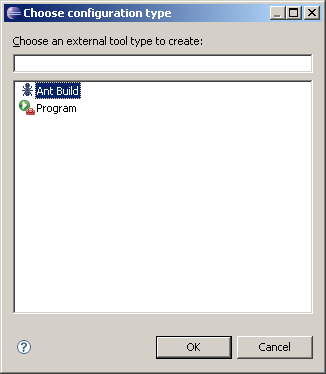 Choose configuration type
Choose an external tool type to create:
Ant Build
Program
OK
Cancel